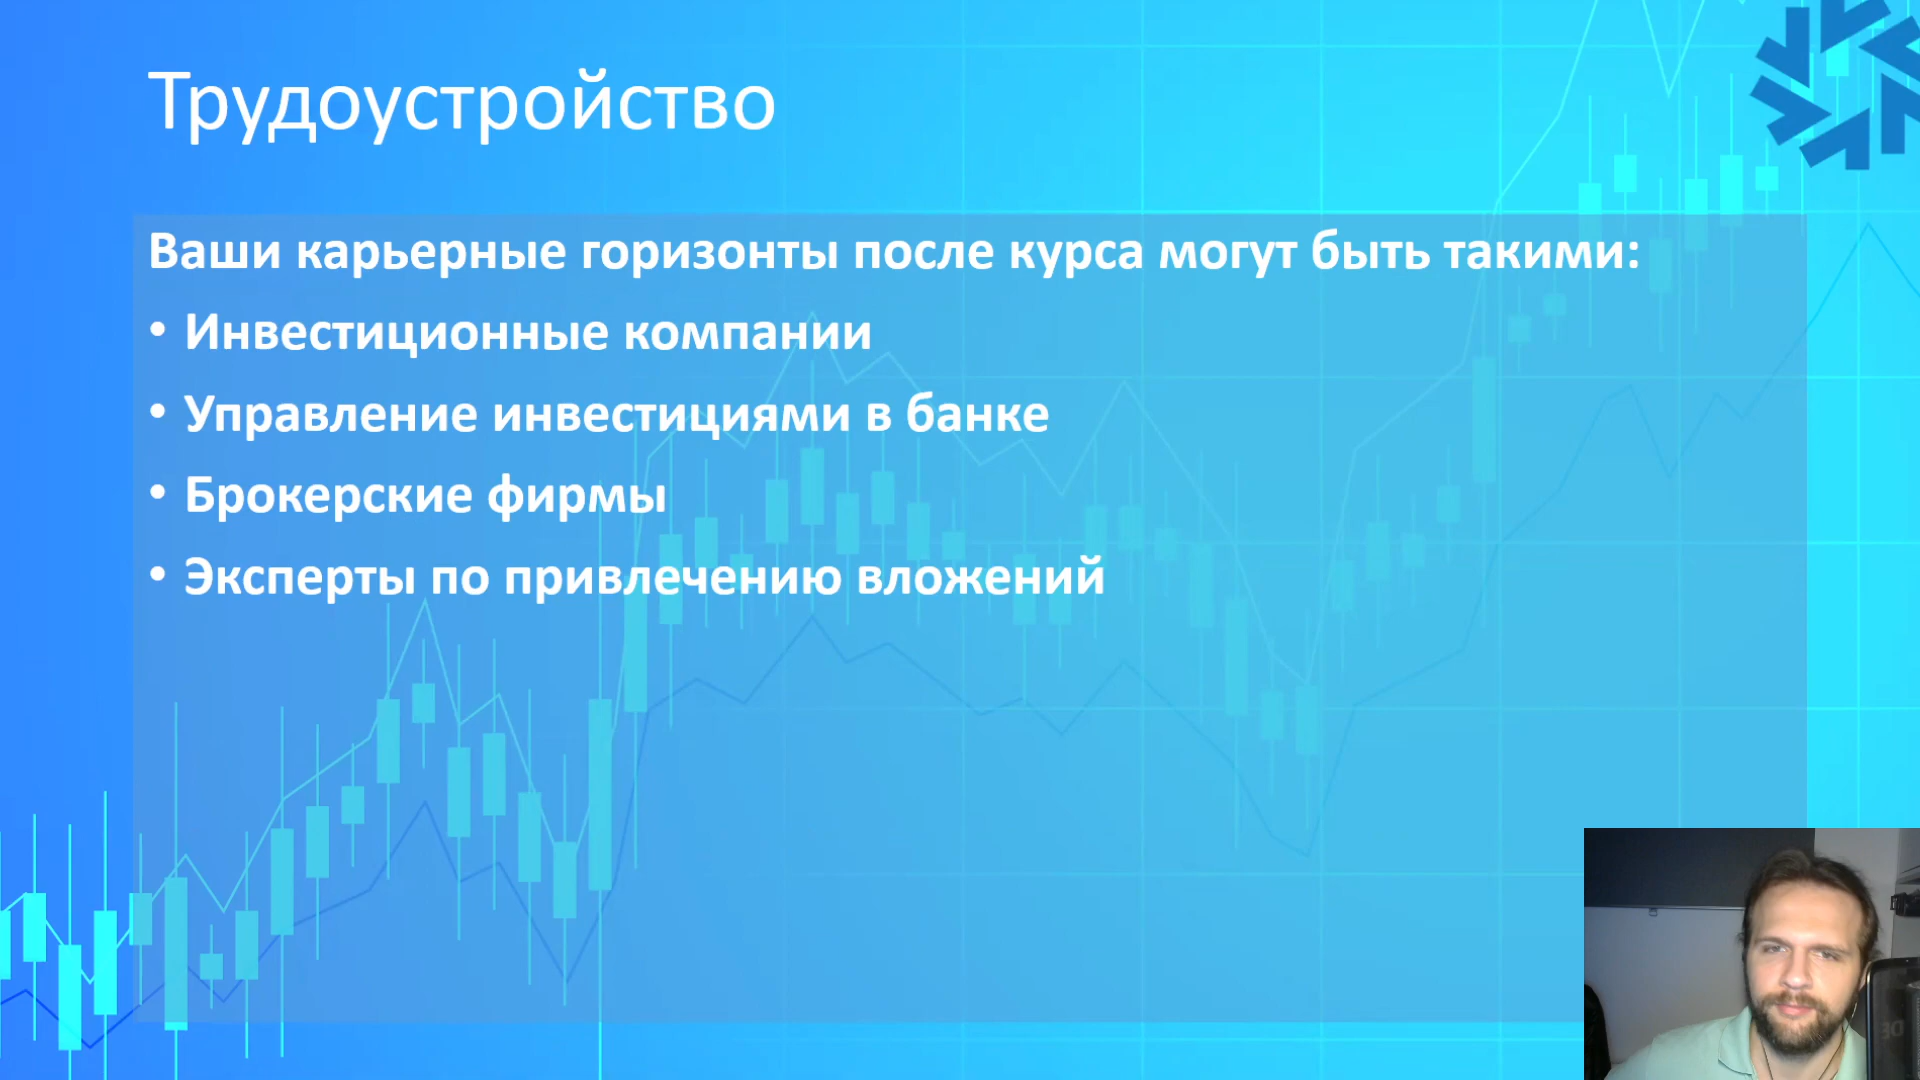 Трудоустройство
Ваши карьерные горизонты после курса могут быть такими:
• Инвестиционные компании
• Управление инвестициями в банке
• Брокерские фирмы
• Эксперты по привлечению вложений